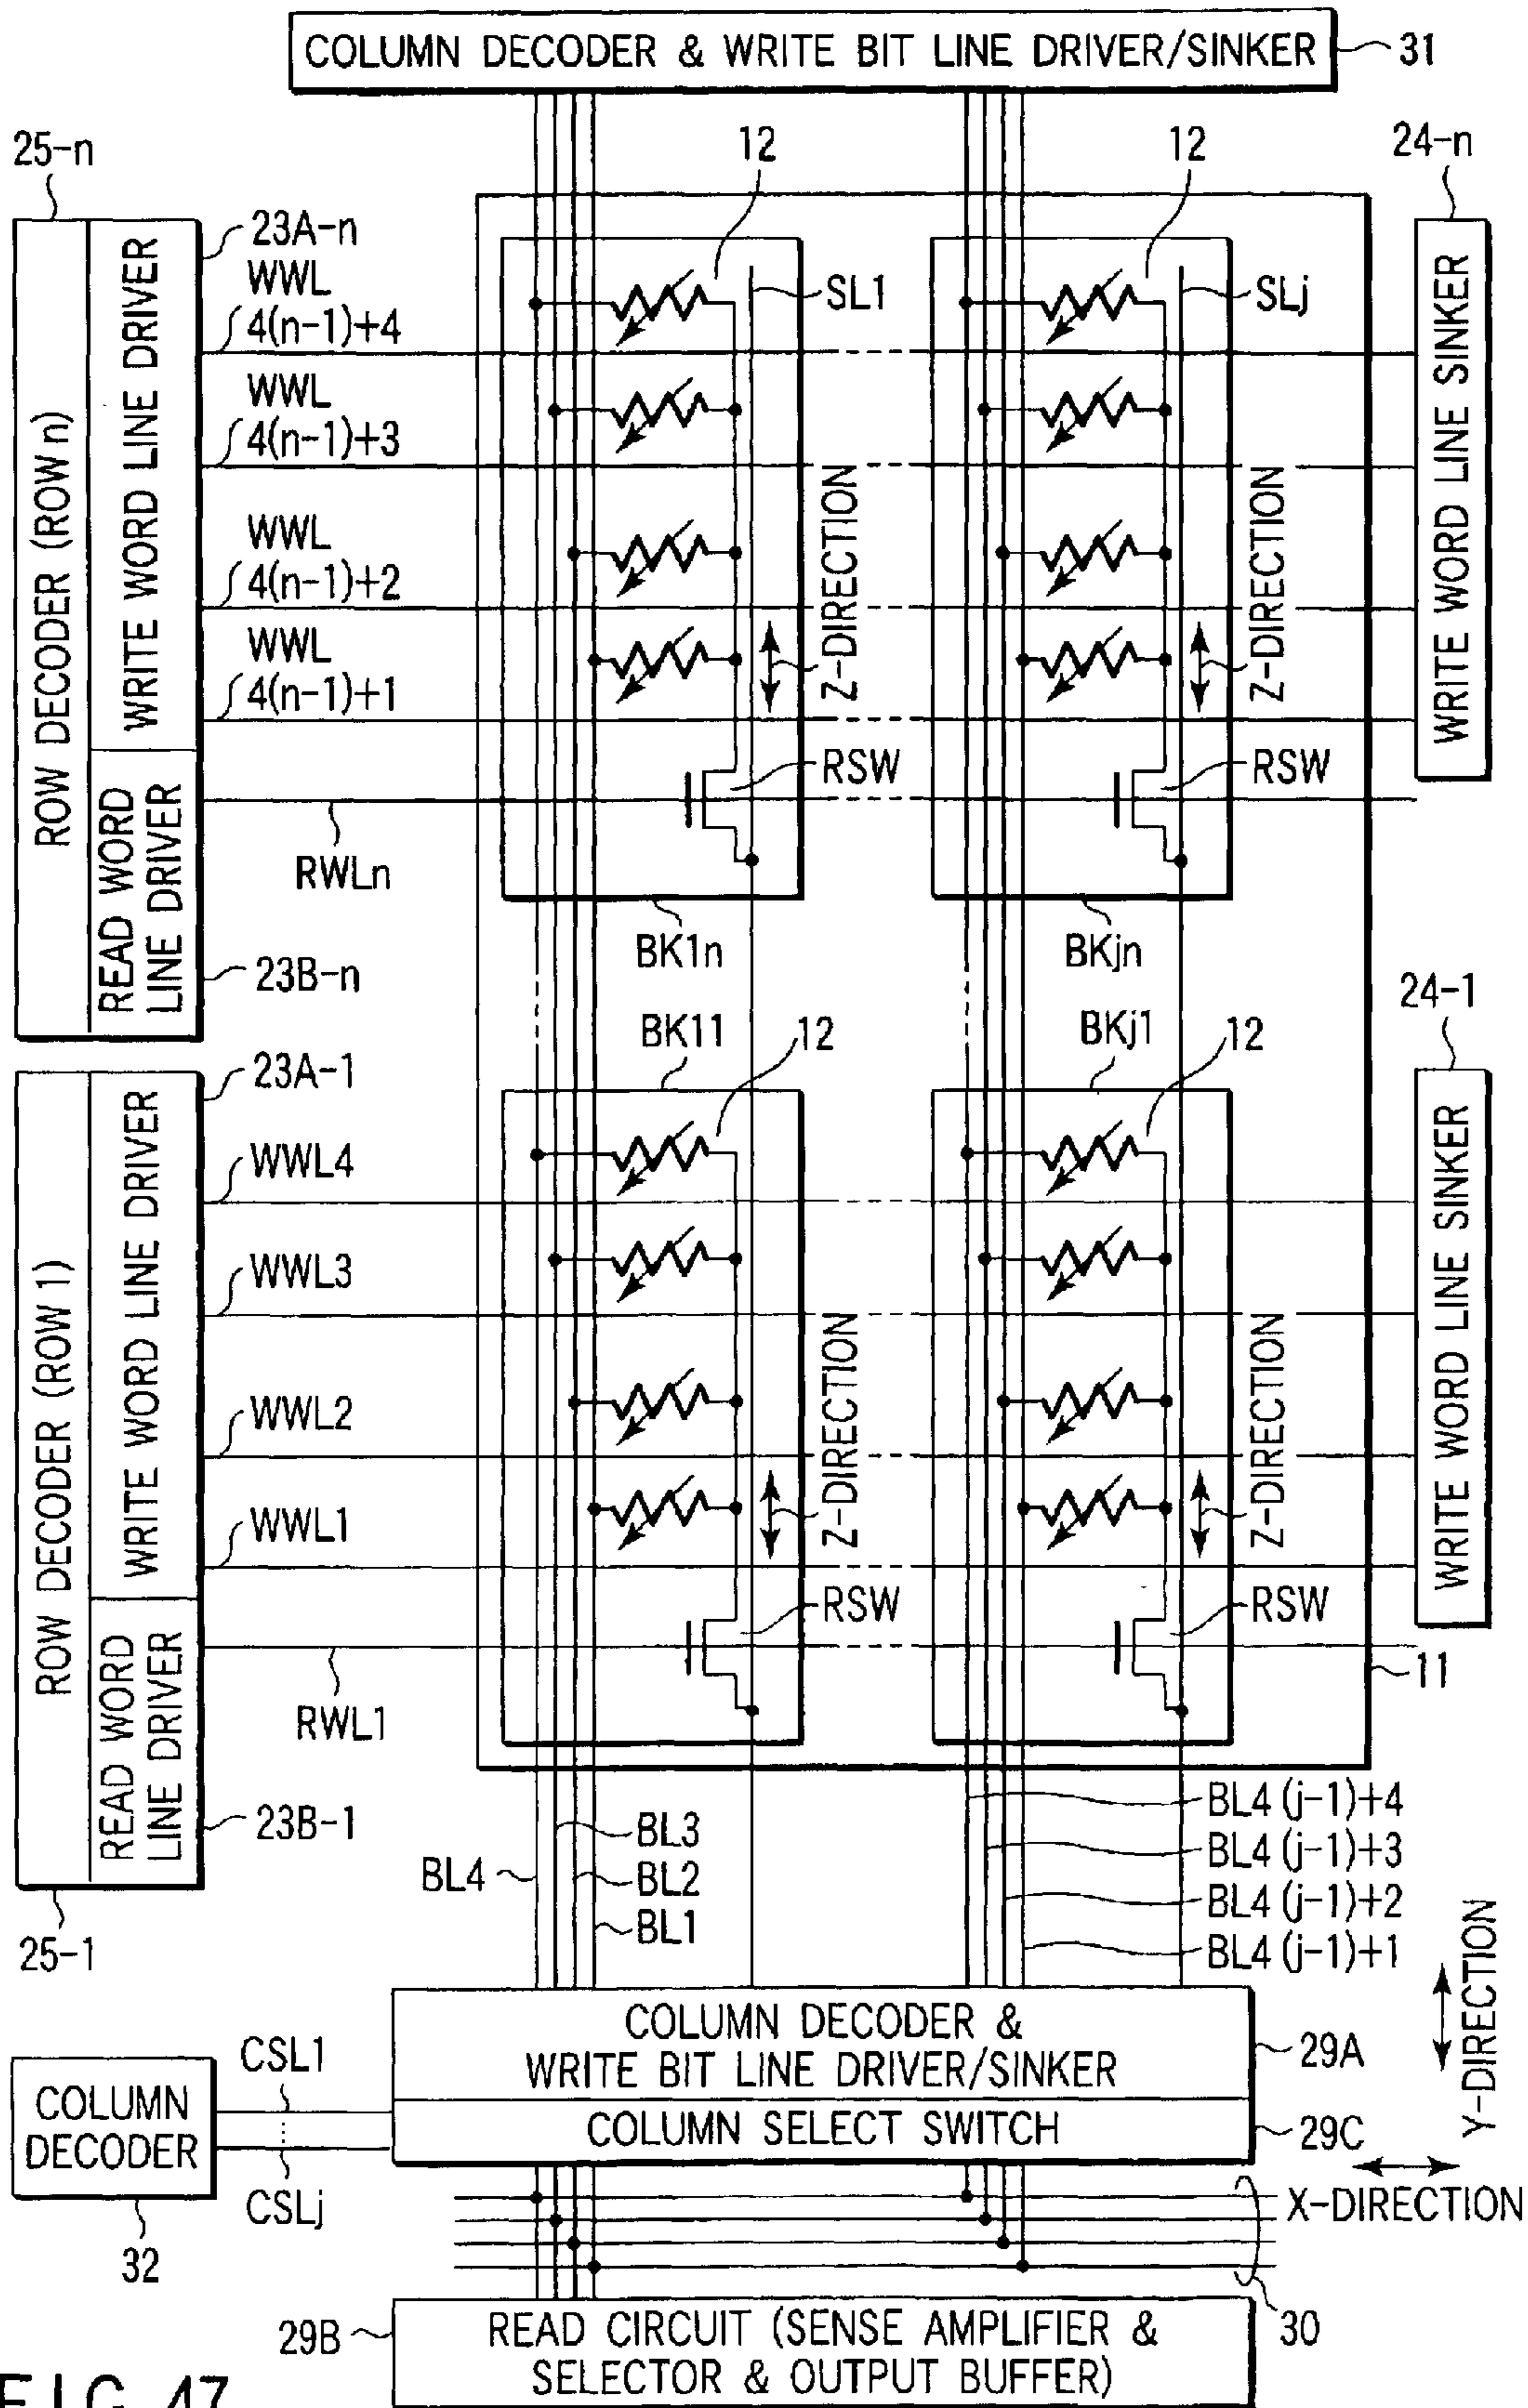 COLUMN DECODER & WRITE BIT LINE DRIVER/SINKER
31
25-n
12
12
24-n
23A-n
WWL
4(n-1)+4
SL1
SLj
WWL
4(n-1)+3
WWL
4(n-1)+2
WWL
4(n-1)+1
ROW DECODER (ROW n)
WRITE WORD LINE DRIVER
READ WORD
LINE DRIVER
Z-DIRECTION
Z-DIRECTION
WRITE WORD LINE SINKER
RSW
RSW
RWLn
BK1n
BKjn
23B-n
24-1
BK11
12
BKj1
12
23A-1
WWL4
WWL3
WWL2
WWL1
ROW DECODER (ROW 1)
WRITE WORD LINE DRIVER
READ WORD
LINE DRIVER
Z-DIRECTION
Z-DIRECTION
WRITE WORD LINE SINKER
RSW
RSW
11
RWL1
23B-1
BL4
BL3
BL2
BL1
BL4 (j-1)+4
BL4 (j-1)+3
BL4 (j-1)+2
BL4 (j-1)+1
25-1
Y-DIRECTION
COLUMN DECODER &
WRITE BIT LINE DRIVER/SINKER
29A
CSL1
COLUMN
DECODER
COLUMN SELECT SWITCH
29C
CSLj
X-DIRECTION
32
30
29B
READ CIRCUIT (SENSE AMPLIFIER &
SELECTOR & OUTPUT BUFFER)
FIG. 47